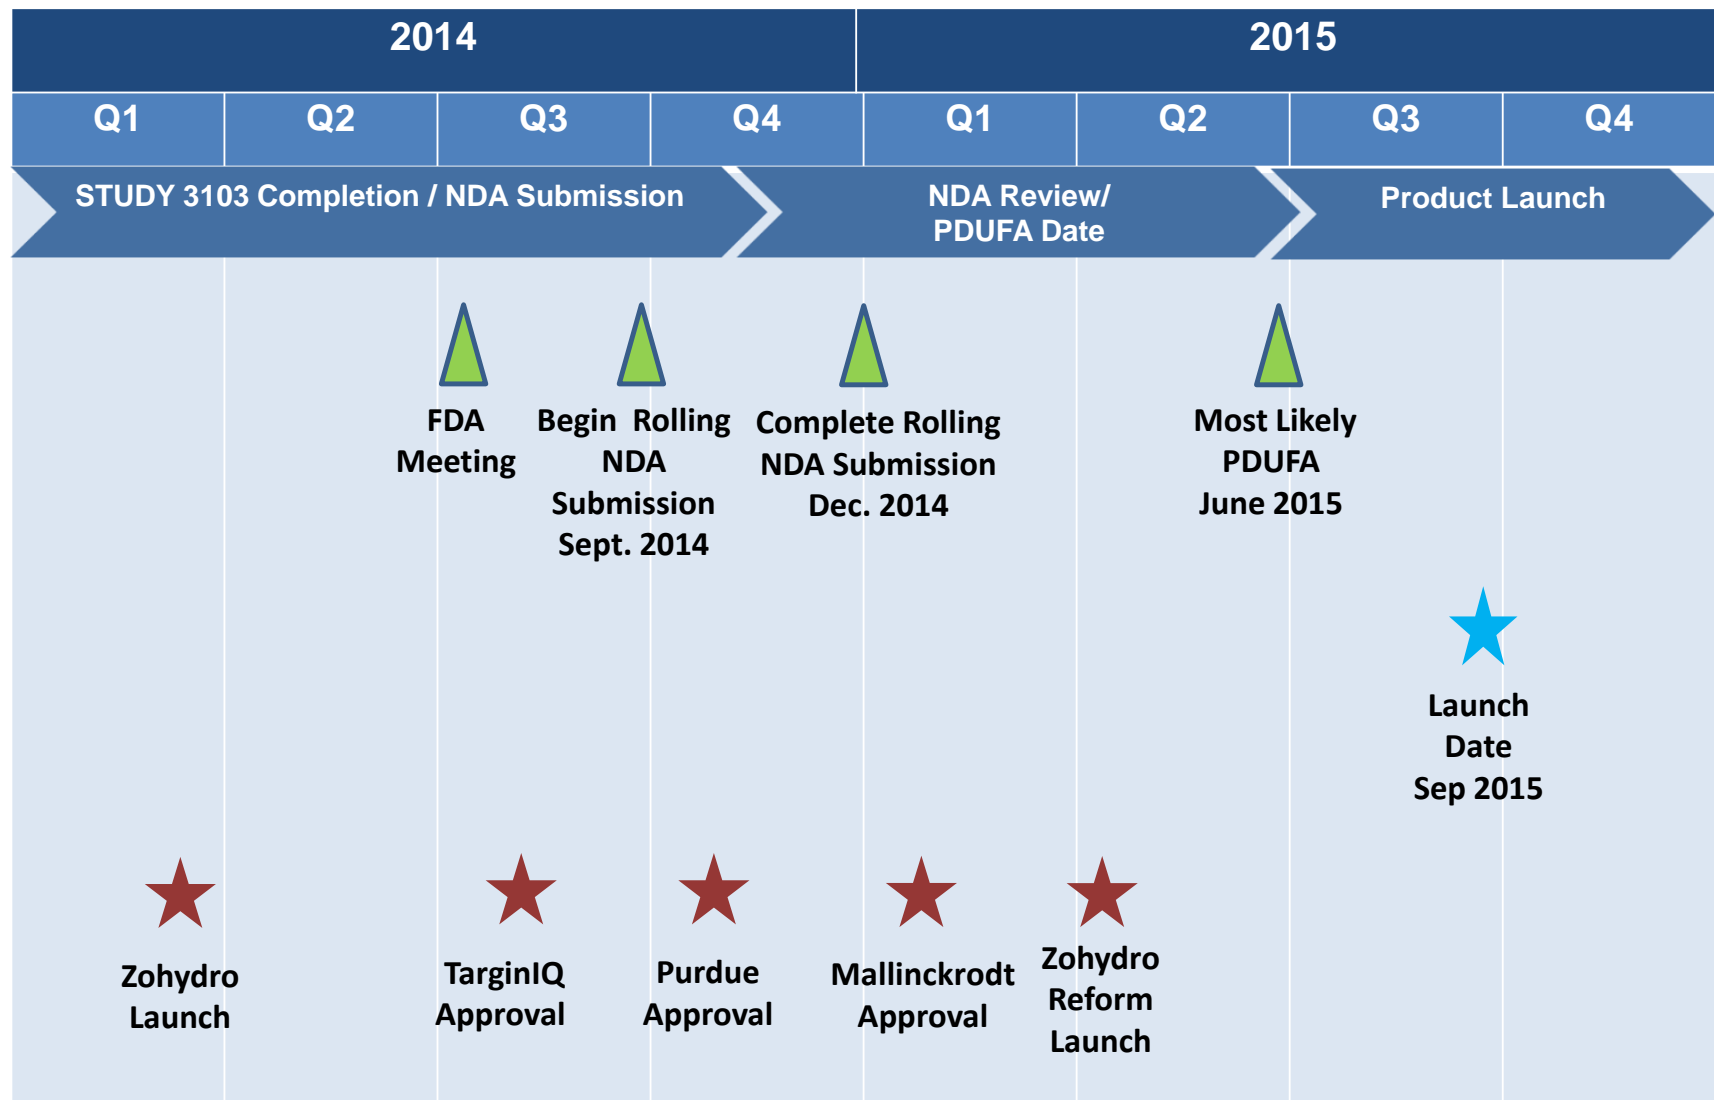 2014
2015
Q1
Q2
Q3
Q4
Q1
Q2
Q3
Q4
STUDY 3103 Completion / NDA Submission
NDA Review/
PDUFA Date
Product Launch
FDA
Meeting
Begin Rolling
NDA
Submission
Sept. 2014
Complete Rolling
NDA Submission
Dec. 2014
Most Likely
PDUFA
June 2015
Launch
Date
Sep 2015
Zohydro
Launch
TarginIQ
Approval
Purdue
Approval
Mallinckrodt
Approval
Zohydro
Reform
Launch